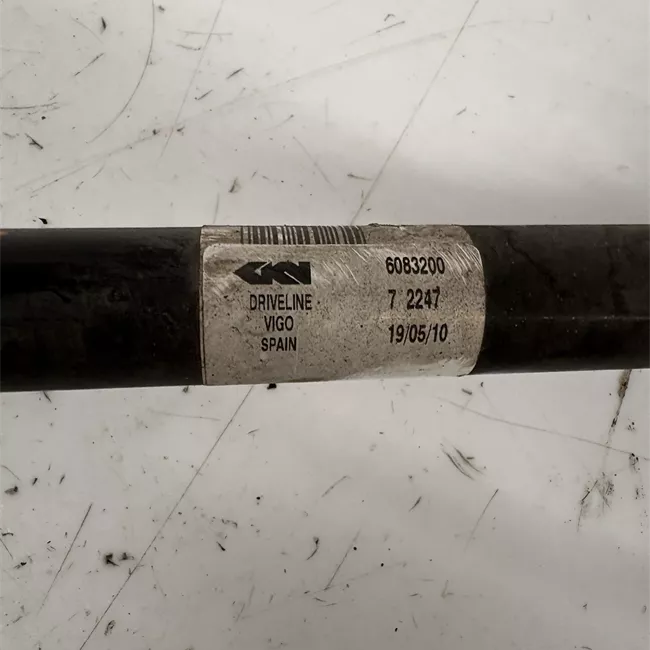 GKN
DRIVELINE
VIGO
SPAIN
6083200
7 2247
19/05/10